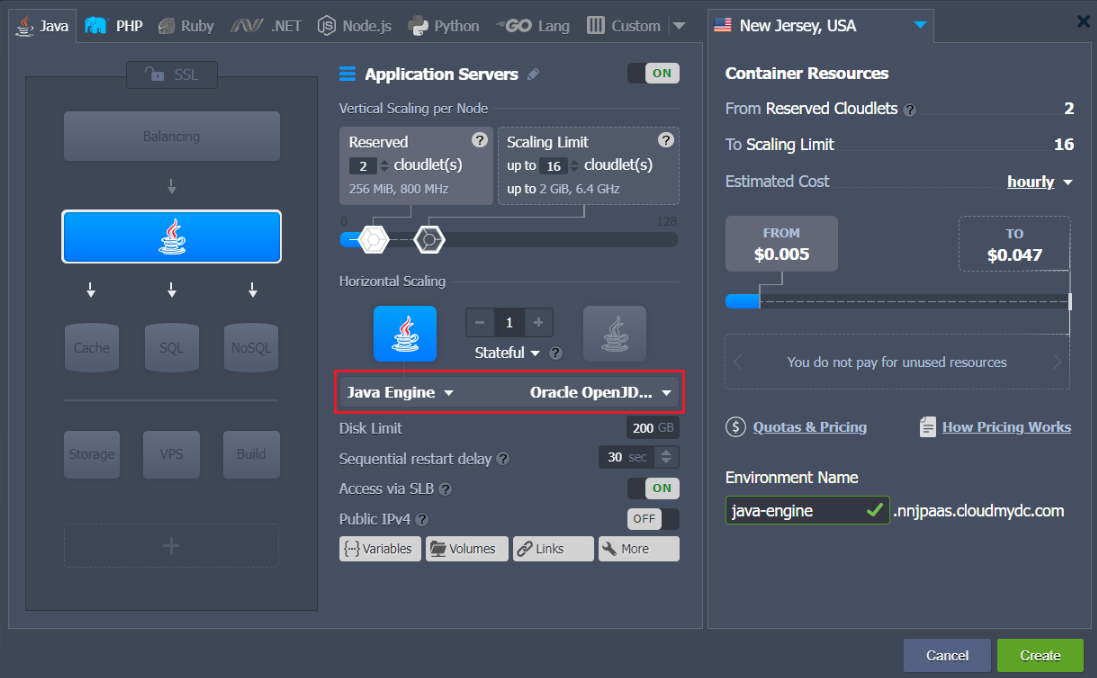 Java PHP Ruby .NET Node.js Python Lang Custom
SSL
Balancing
Cache SQL NoSQL
Storage VPS Build
+
Application Servers ON
Vertical Scaling per Node
Reserved ?
2 cloudlet(s)
256 MiB, 800 MHz
Scaling Limit ?
up to 16 cloudlet(s)
up to 2 GiB, 6.4 GHz
0 128
Horizontal Scaling
− 1 +
Stateful ?
Java Engine Oracle OpenJD...
Disk Limit 200 GB
Sequential restart delay ? 30 sec
Access via SLB ? ON
Public IPv4 ? OFF
Variables Volumes Links More
New Jersey, USA
Container Resources
From Reserved Cloudlets ? 2
To Scaling Limit 16
Estimated Cost hourly
FROM
$0.005
TO
$0.047
You do not pay for unused resources
$ Quotas & Pricing How Pricing Works
Environment Name
java-engine .nnjpaas.cloudmydc.com
Cancel Create